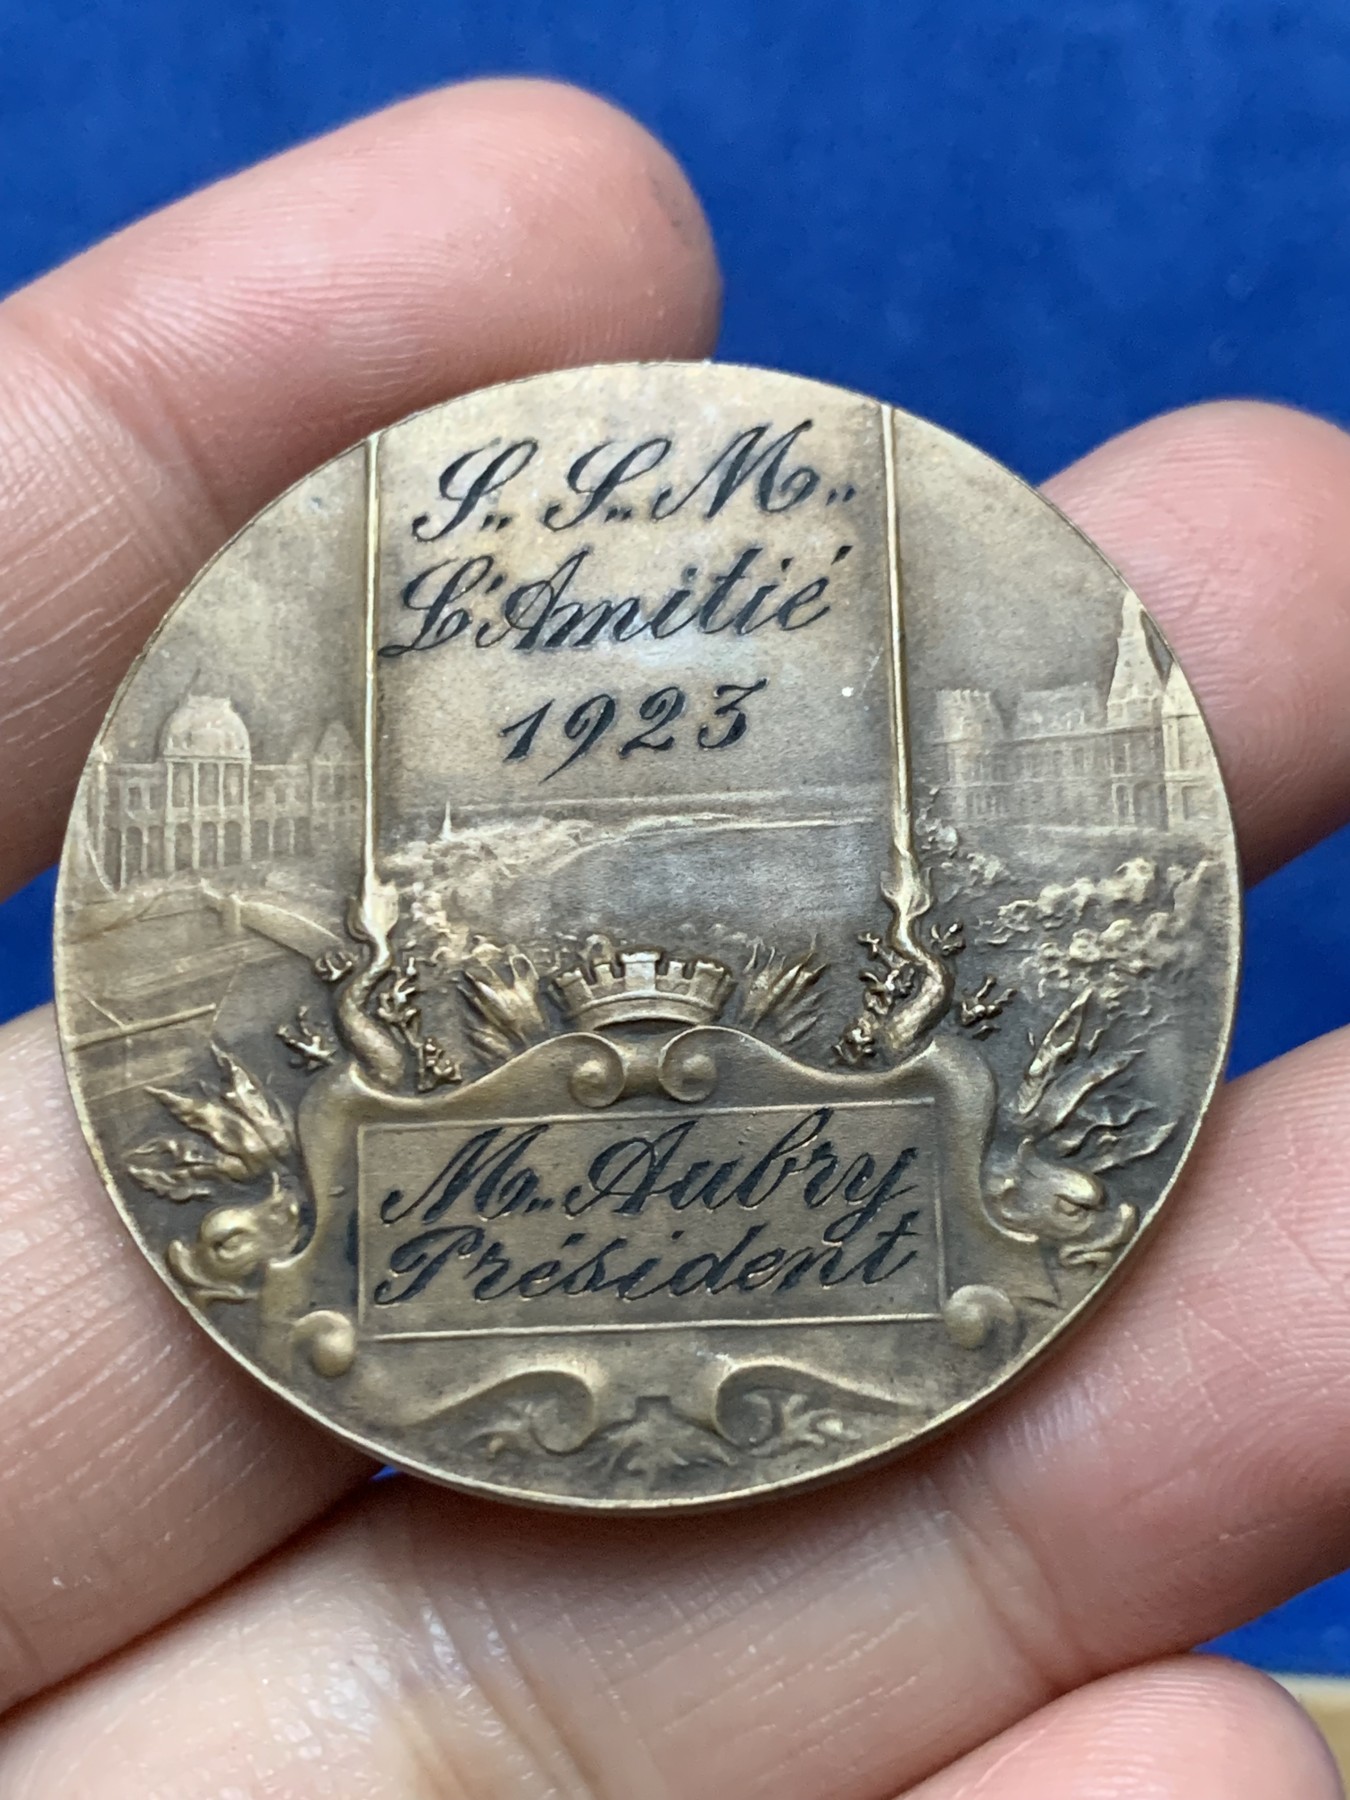 S.. S.. M..
L'Amitié
1923
M.. Aubry
Président